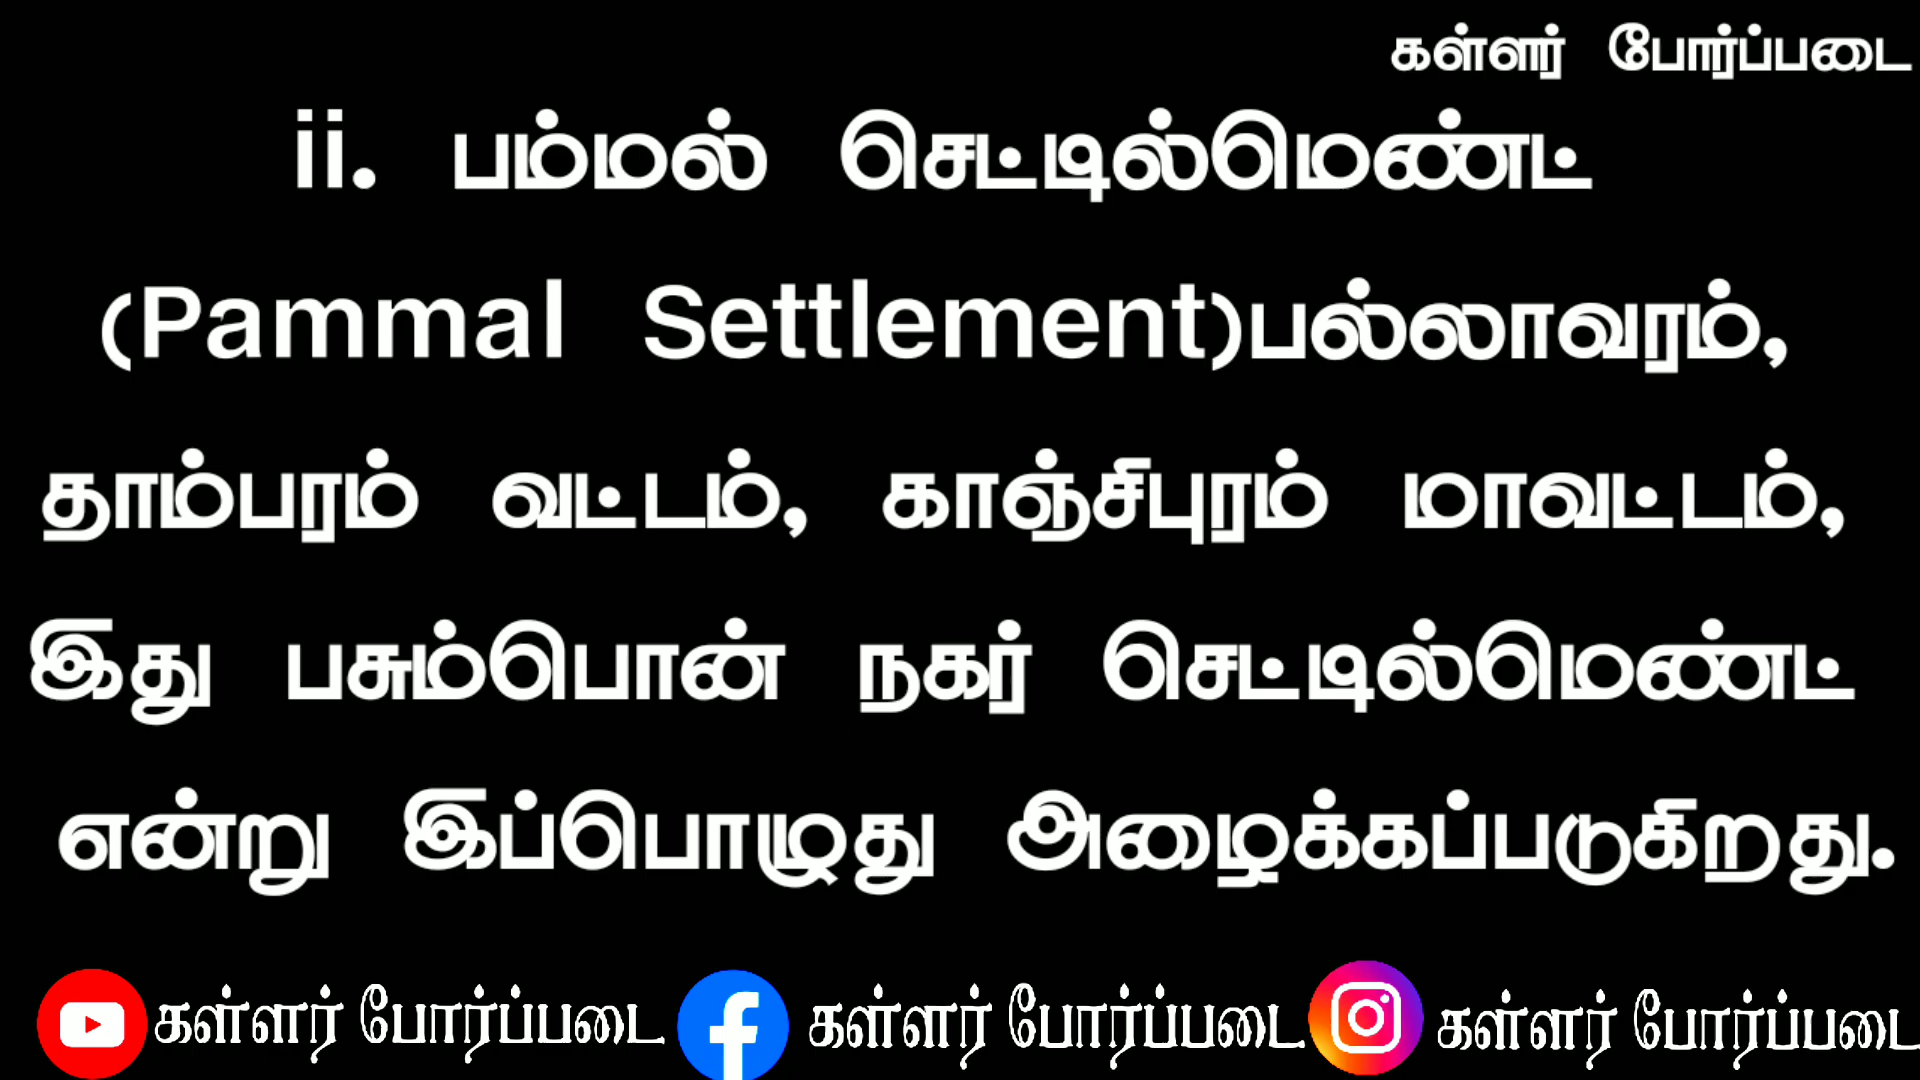 கள்ளர் போர்ப்படை
ii. பம்மல் செட்டில்மெண்ட்
(Pammal Settlement)பல்லாவரம்,
தாம்பரம் வட்டம், காஞ்சிபுரம் மாவட்டம்,
இது பசும்பொன் நகர் செட்டில்மெண்ட்
என்று இப்பொழுது அழைக்கப்படுகிறது.
கள்ளர் போர்ப்படை கள்ளர் போர்ப்படை கள்ளர் போர்ப்படை